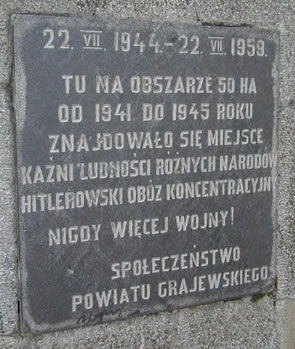 22. VII. 1944.-22. VII. 1959.
TU NA OBSZARZE 50 HA
OD 1941 DO 1945 ROKU
ZNAJDOWAŁO SIĘ MIEJSCE
KAŹNI LUDNOŚCI RÓŻNYCH NARODÓW
HITLEROWSKI OBÓZ KONCENTRACYJNY
NIGDY WIĘCEJ WOJNY!
SPOŁECZEŃSTWO
POWIATU GRAJEWSKIEGO